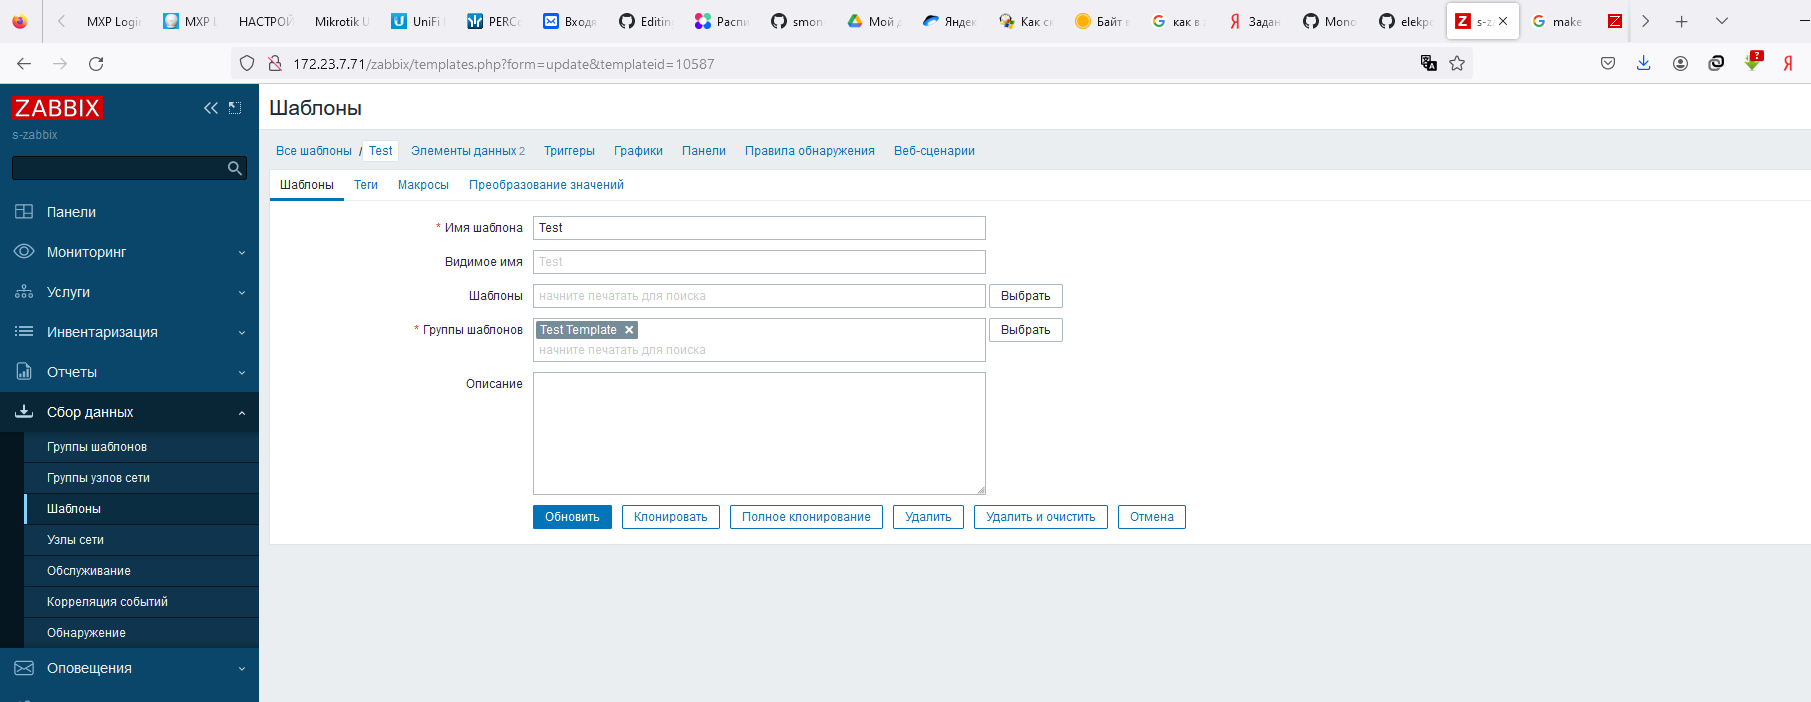 MXP Login
MXP L
НАСТРОЙ
Mikrotik U
UniFi
PERCo
Входя
Editin
Распи
smon
Мой д
Яндек
Как ск
Байт в
как в
Задан
Mono
elekpo
s-za
make
172.23.7.71/zabbix/templates.php?form=update&templateid=10587
ZABBIX
s-zabbix
Панели
Мониторинг
Услуги
Инвентаризация
Отчеты
Сбор данных
Группы шаблонов
Группы узлов сети
Шаблоны
Узлы сети
Обслуживание
Корреляция событий
Обнаружение
Оповещения
Шаблоны
Все шаблоны / Test Элементы данных 2 Триггеры Графики Панели Правила обнаружения Веб-сценарии
Шаблоны Теги Макросы Преобразование значений
* Имя шаблона Test
Видимое имя Test
Шаблоны начните печатать для поиска Выбрать
* Группы шаблонов Test Template Выбрать
начните печатать для поиска
Описание
Обновить Клонировать Полное клонирование Удалить Удалить и очистить Отмена